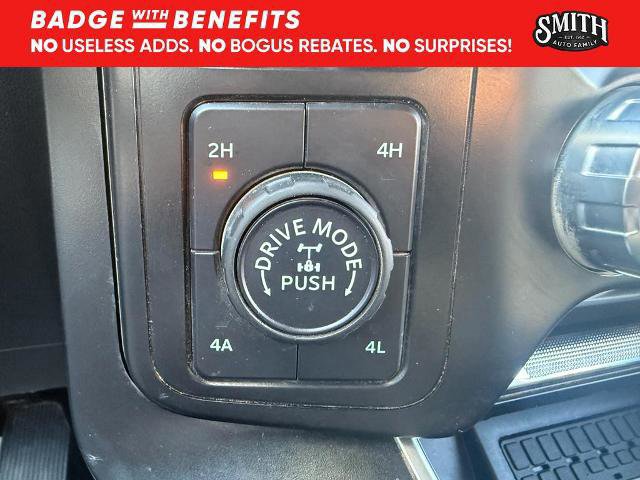 BADGE WITH BENEFITS
NO USELESS ADDS. NO BOGUS REBATES. NO SURPRISES!
SMITH
AUTO FAMILY
2H
4H
DRIVE MODE
PUSH
4A
4L